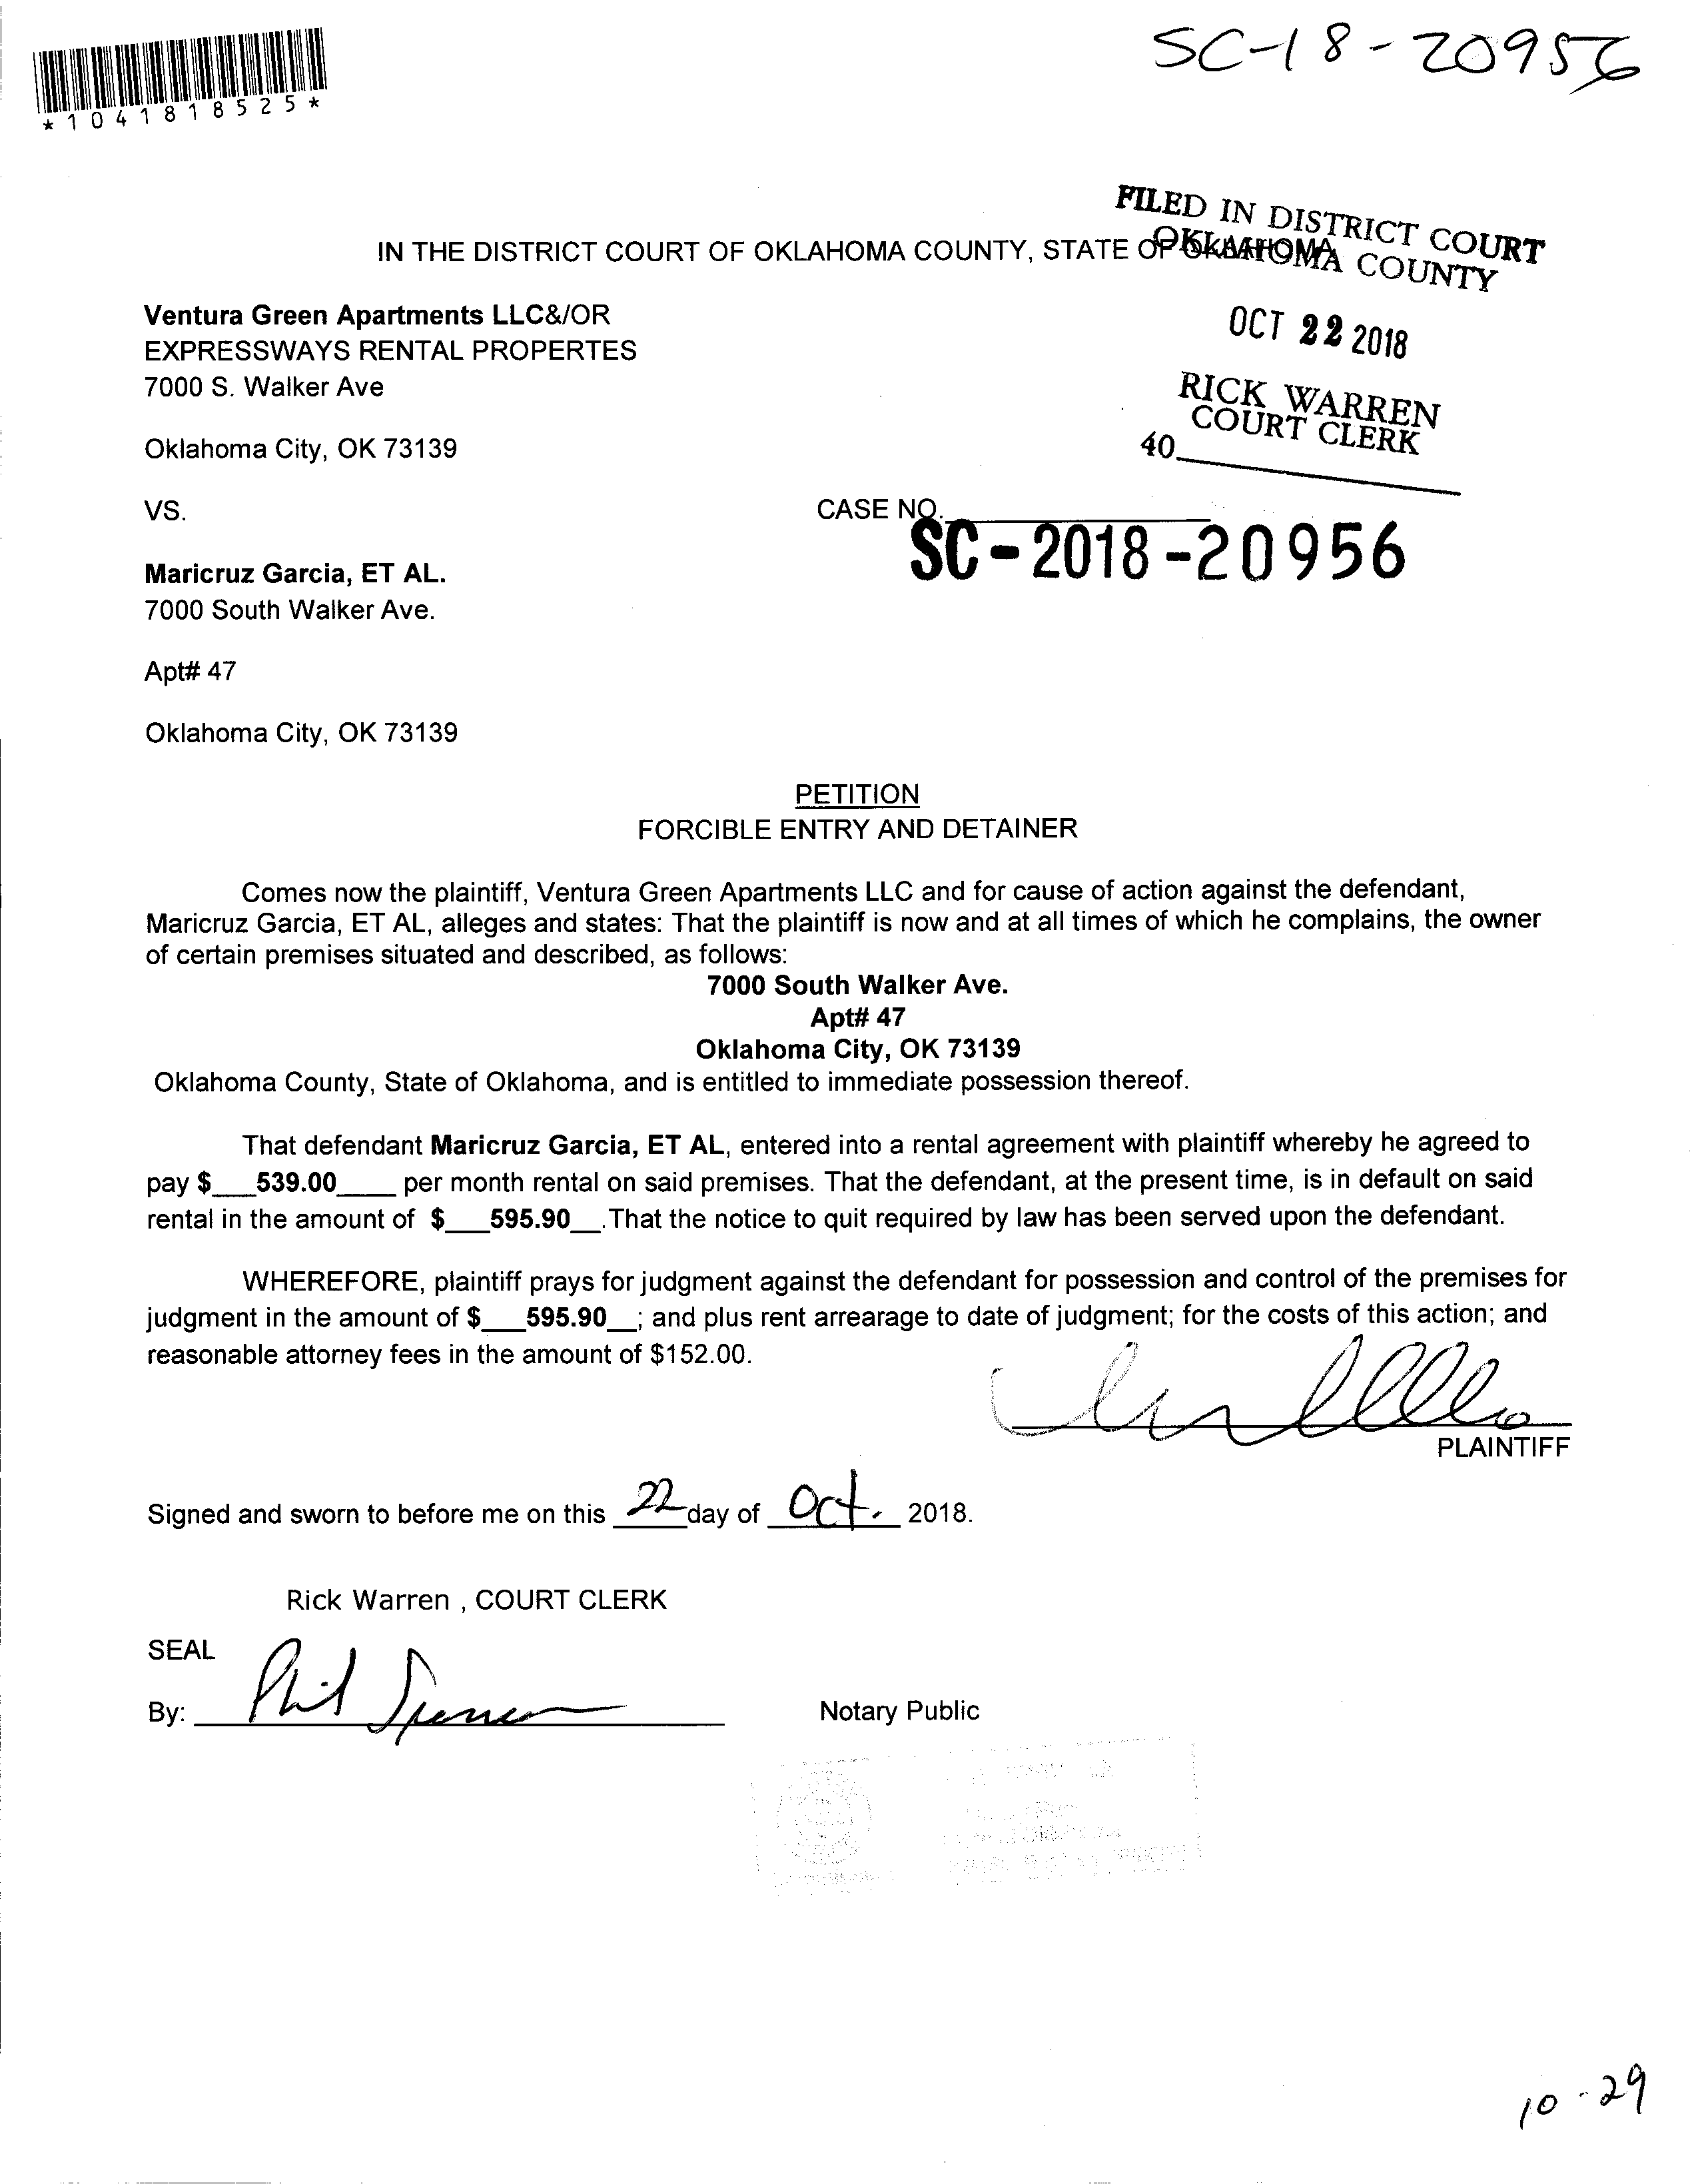 SC-18-20956
*1041818525*
FILED IN DISTRICT COURT
OKLAHOMA COUNTY
IN THE DISTRICT COURT OF OKLAHOMA COUNTY, STATE OF OKLAHOMA
OCT 22 2018
RICK WARREN
COURT CLERK
40
Ventura Green Apartments LLC&/OR
EXPRESSWAYS RENTAL PROPERTES
7000 S. Walker Ave
Oklahoma City, OK 73139
VS.
CASE NO.
SC-2018-20956
Maricruz Garcia, ET AL.
7000 South Walker Ave.
Apt# 47
Oklahoma City, OK 73139
PETITION
FORCIBLE ENTRY AND DETAINER
Comes now the plaintiff, Ventura Green Apartments LLC and for cause of action against the defendant,
Maricruz Garcia, ET AL, alleges and states: That the plaintiff is now and at all times of which he complains, the owner
of certain premises situated and described, as follows:
7000 South Walker Ave.
Apt# 47
Oklahoma City, OK 73139
Oklahoma County, State of Oklahoma, and is entitled to immediate possession thereof.
That defendant Maricruz Garcia, ET AL, entered into a rental agreement with plaintiff whereby he agreed to
pay $___539.00____ per month rental on said premises. That the defendant, at the present time, is in default on said
rental in the amount of $___595.90__.That the notice to quit required by law has been served upon the defendant.
WHEREFORE, plaintiff prays for judgment against the defendant for possession and control of the premises for
judgment in the amount of $___595.90__; and plus rent arrearage to date of judgment; for the costs of this action; and
reasonable attorney fees in the amount of $152.00.
PLAINTIFF
Signed and sworn to before me on this 22 day of Oct. 2018.
Rick Warren , COURT CLERK
SEAL
By: Phil Spencer
Notary Public
10-29